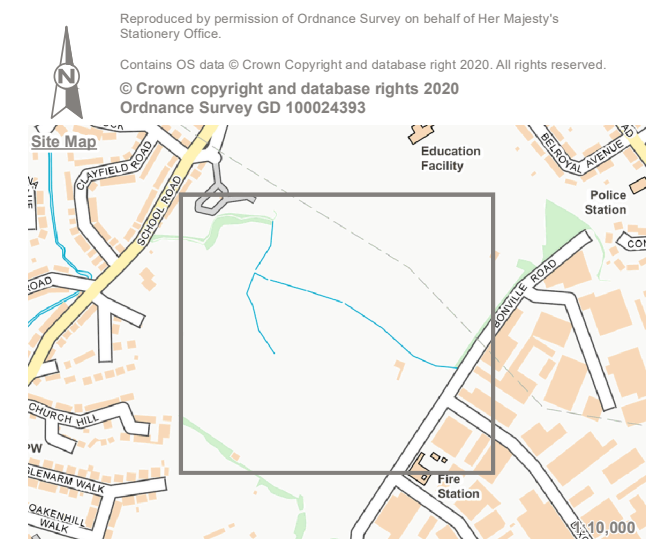 Reproduced by permission of Ordnance Survey on behalf of Her Majesty's
Stationery Office.
Contains OS data © Crown Copyright and database right 2020. All rights reserved.
© Crown copyright and database rights 2020
Ordnance Survey GD 100024393
N
Site Map
CLAYFIELD ROAD
SCHOOL ROAD
Education
Facility
BELROYAL AVENUE
Police
Station
BONVILLE ROAD
ROAD
CHURCH HILL
PW
GLENARM WALK
OAKENHILL
WALK
Fire
Station
1:10,000